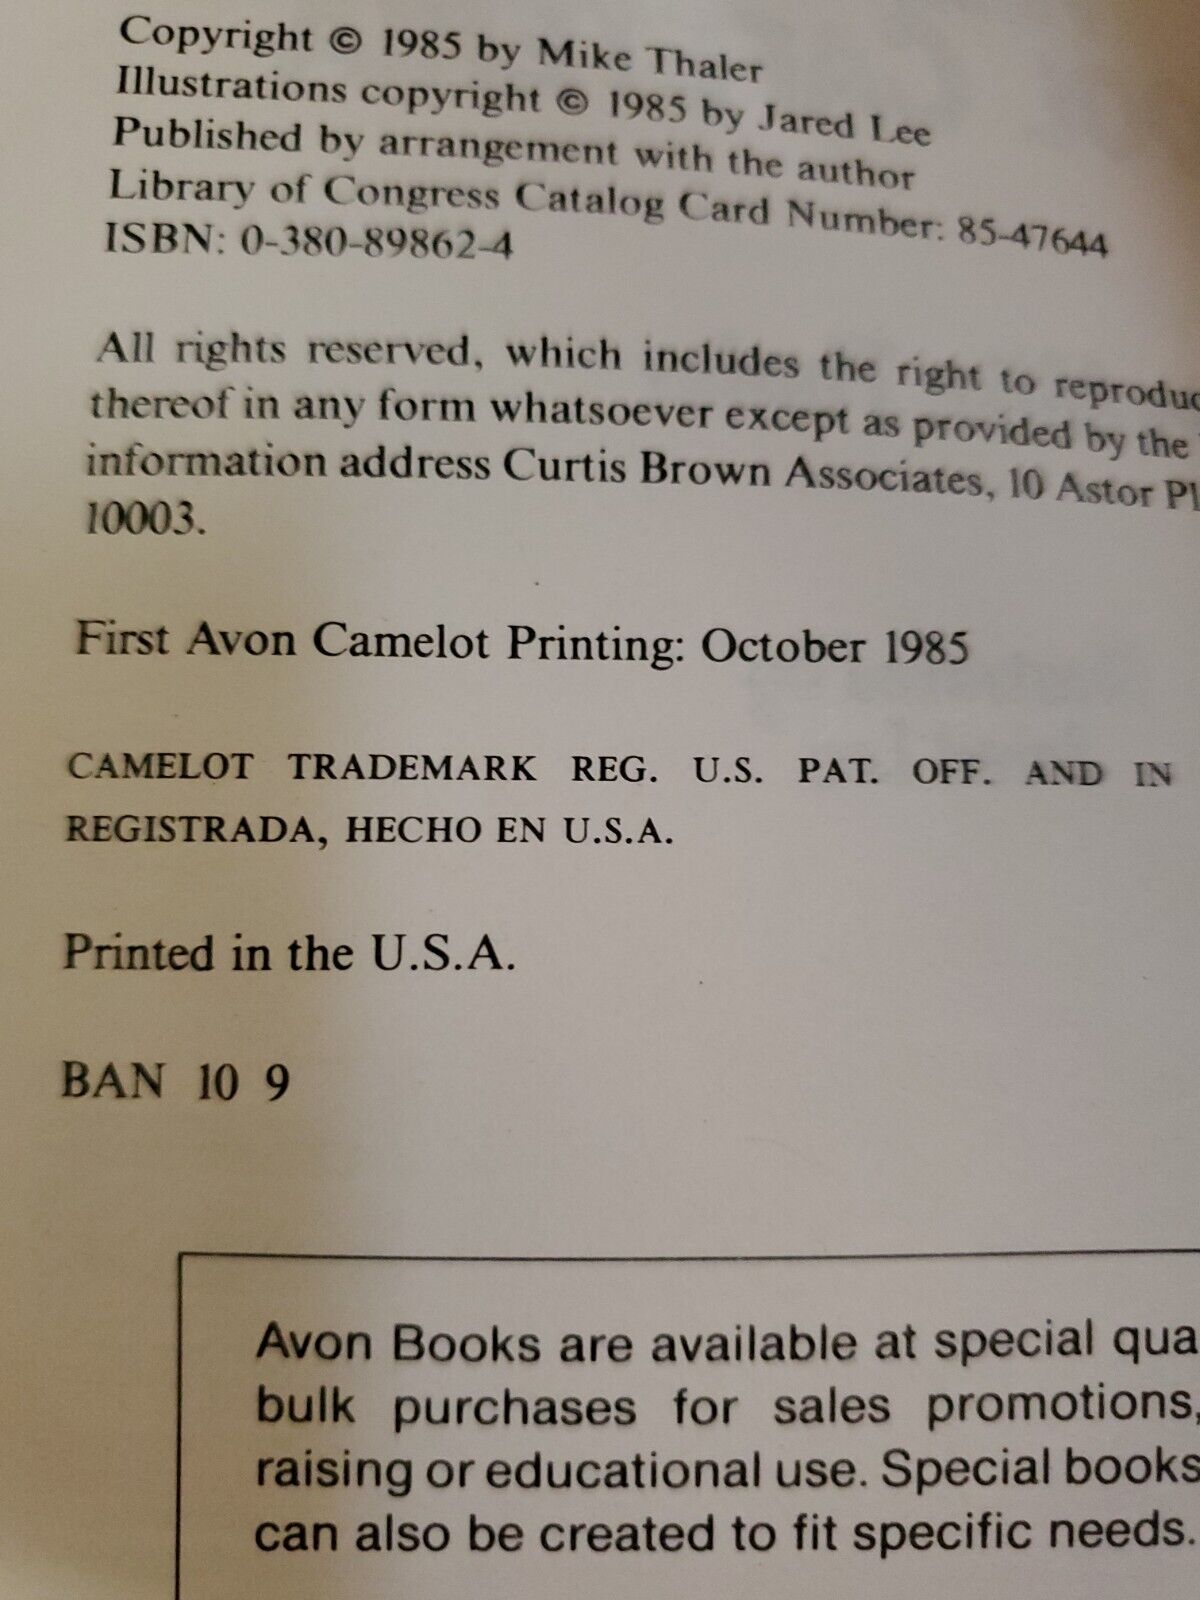 Copyright © 1985 by Mike Thaler
Illustrations copyright © 1985 by Jared Lee
Published by arrangement with the author
Library of Congress Catalog Card Number: 85-47644
ISBN: 0-380-89862-4
All rights reserved, which includes the right to reproduc
thereof in any form whatsoever except as provided by the
information address Curtis Brown Associates, 10 Astor Pl
10003.
First Avon Camelot Printing: October 1985
CAMELOT TRADEMARK REG. U.S. PAT. OFF. AND IN
REGISTRADA, HECHO EN U.S.A.
Printed in the U.S.A.
BAN 10 9
Avon Books are available at special qua
bulk purchases for sales promotions,
raising or educational use. Special books
can also be created to fit specific needs.